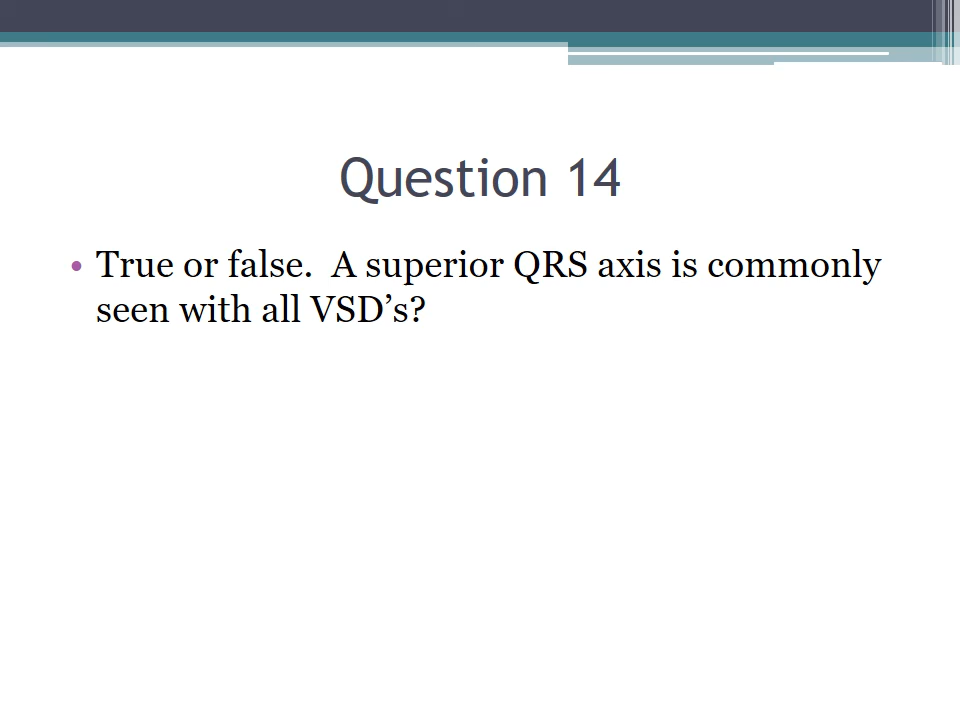 Question 14
• True or false.  A superior QRS axis is commonly
seen with all VSD’s?